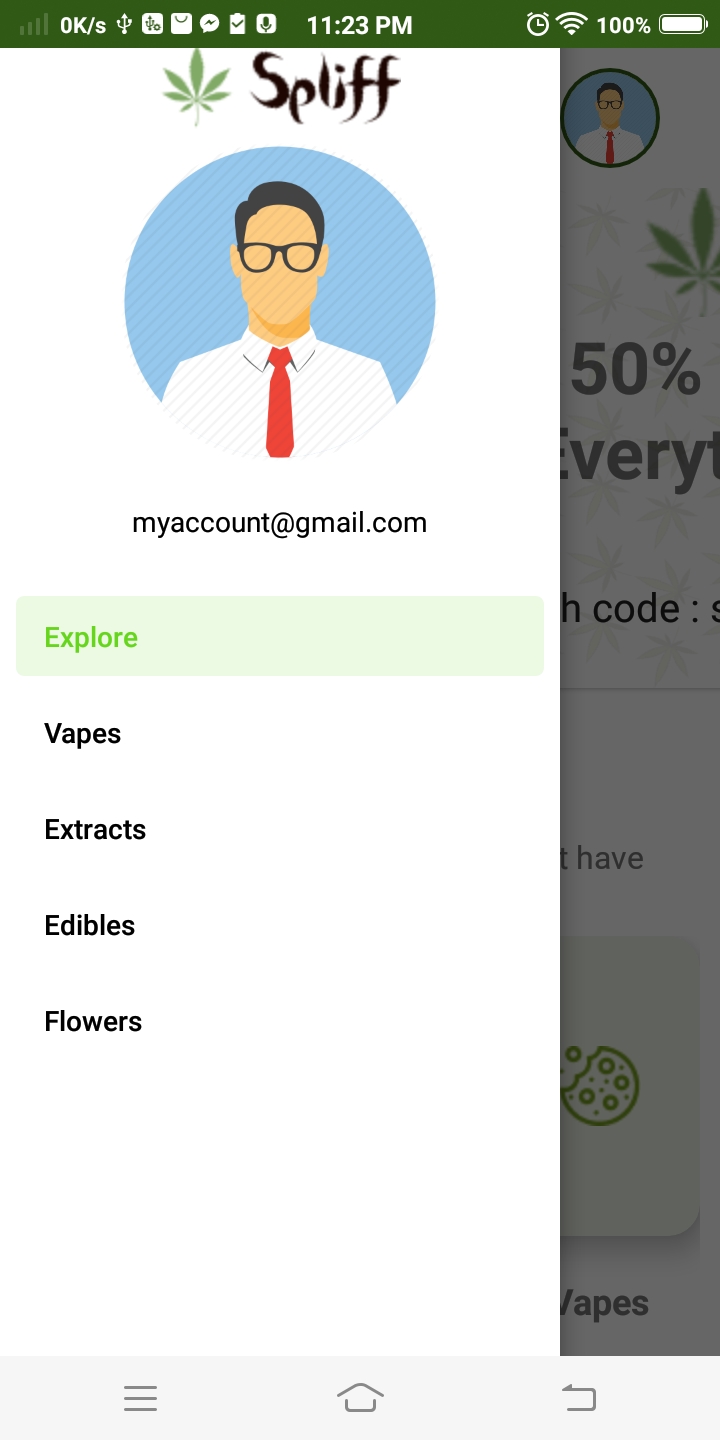 0K/s 11:23 PM 100%
Spliff
myaccount@gmail.com
Explore
Vapes
Extracts
Edibles
Flowers
50%
Everyt
h code : s
t have
Vapes